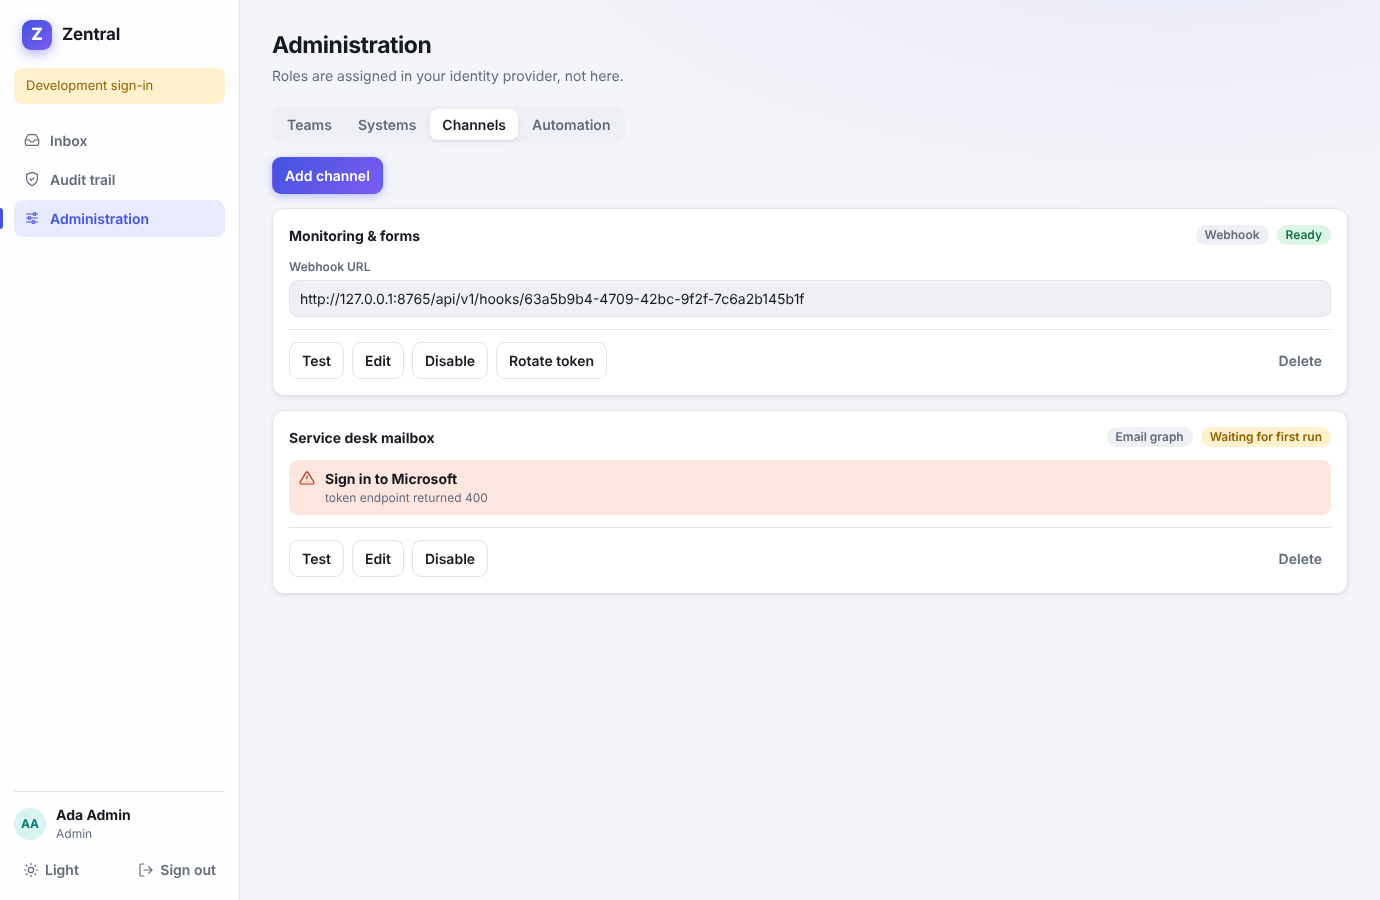 Z Zentral
Development sign-in
Inbox
Audit trail
Administration
AA
Ada Admin
Admin
Light
Sign out
Administration
Roles are assigned in your identity provider, not here.
Teams Systems Channels Automation
Add channel
Monitoring & forms Webhook Ready
Webhook URL
http://127.0.0.1:8765/api/v1/hooks/63a5b9b4-4709-42bc-9f2f-7c6a2b145b1f
Test Edit Disable Rotate token Delete
Service desk mailbox Email graph Waiting for first run
Sign in to Microsoft
token endpoint returned 400
Test Edit Disable Delete